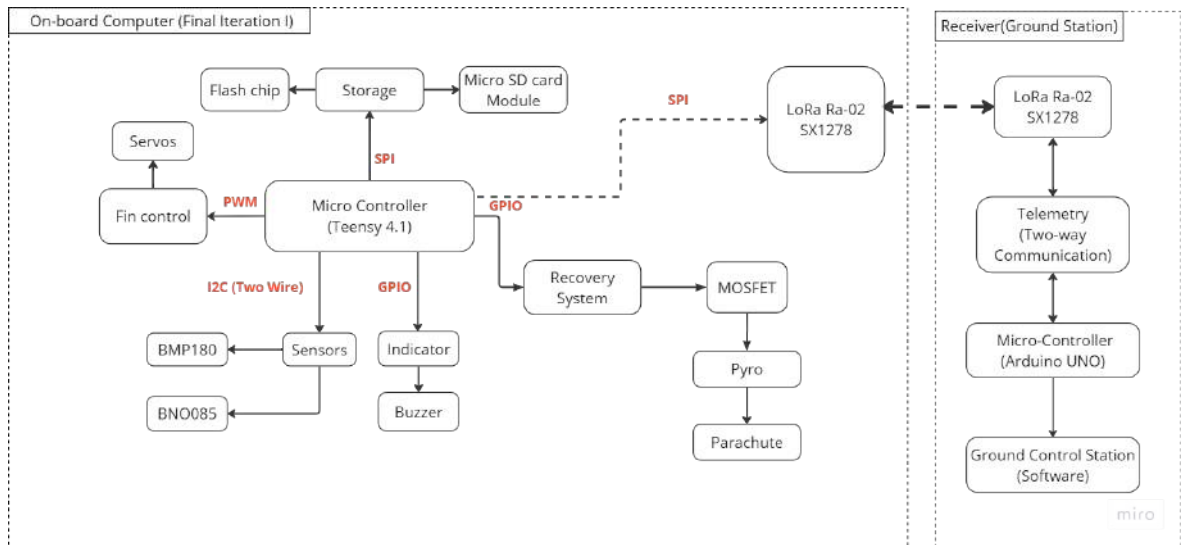 On-board Computer (Final Iteration I)
Receiver(Ground Station)
Flash chip
Storage
Micro SD card
Module
SPI
LoRa Ra-02
SX1278
LoRa Ra-02
SX1278
Servos
SPI
Fin control
PWM
Micro Controller
(Teensy 4.1)
GPIO
Telemetry
(Two-way
Communication)
I2C (Two Wire)
GPIO
Recovery
System
MOSFET
BMP180
Sensors
Indicator
Pyro
Micro-Controller
(Arduino UNO)
BNO085
Buzzer
Parachute
Ground Control Station
(Software)
miro